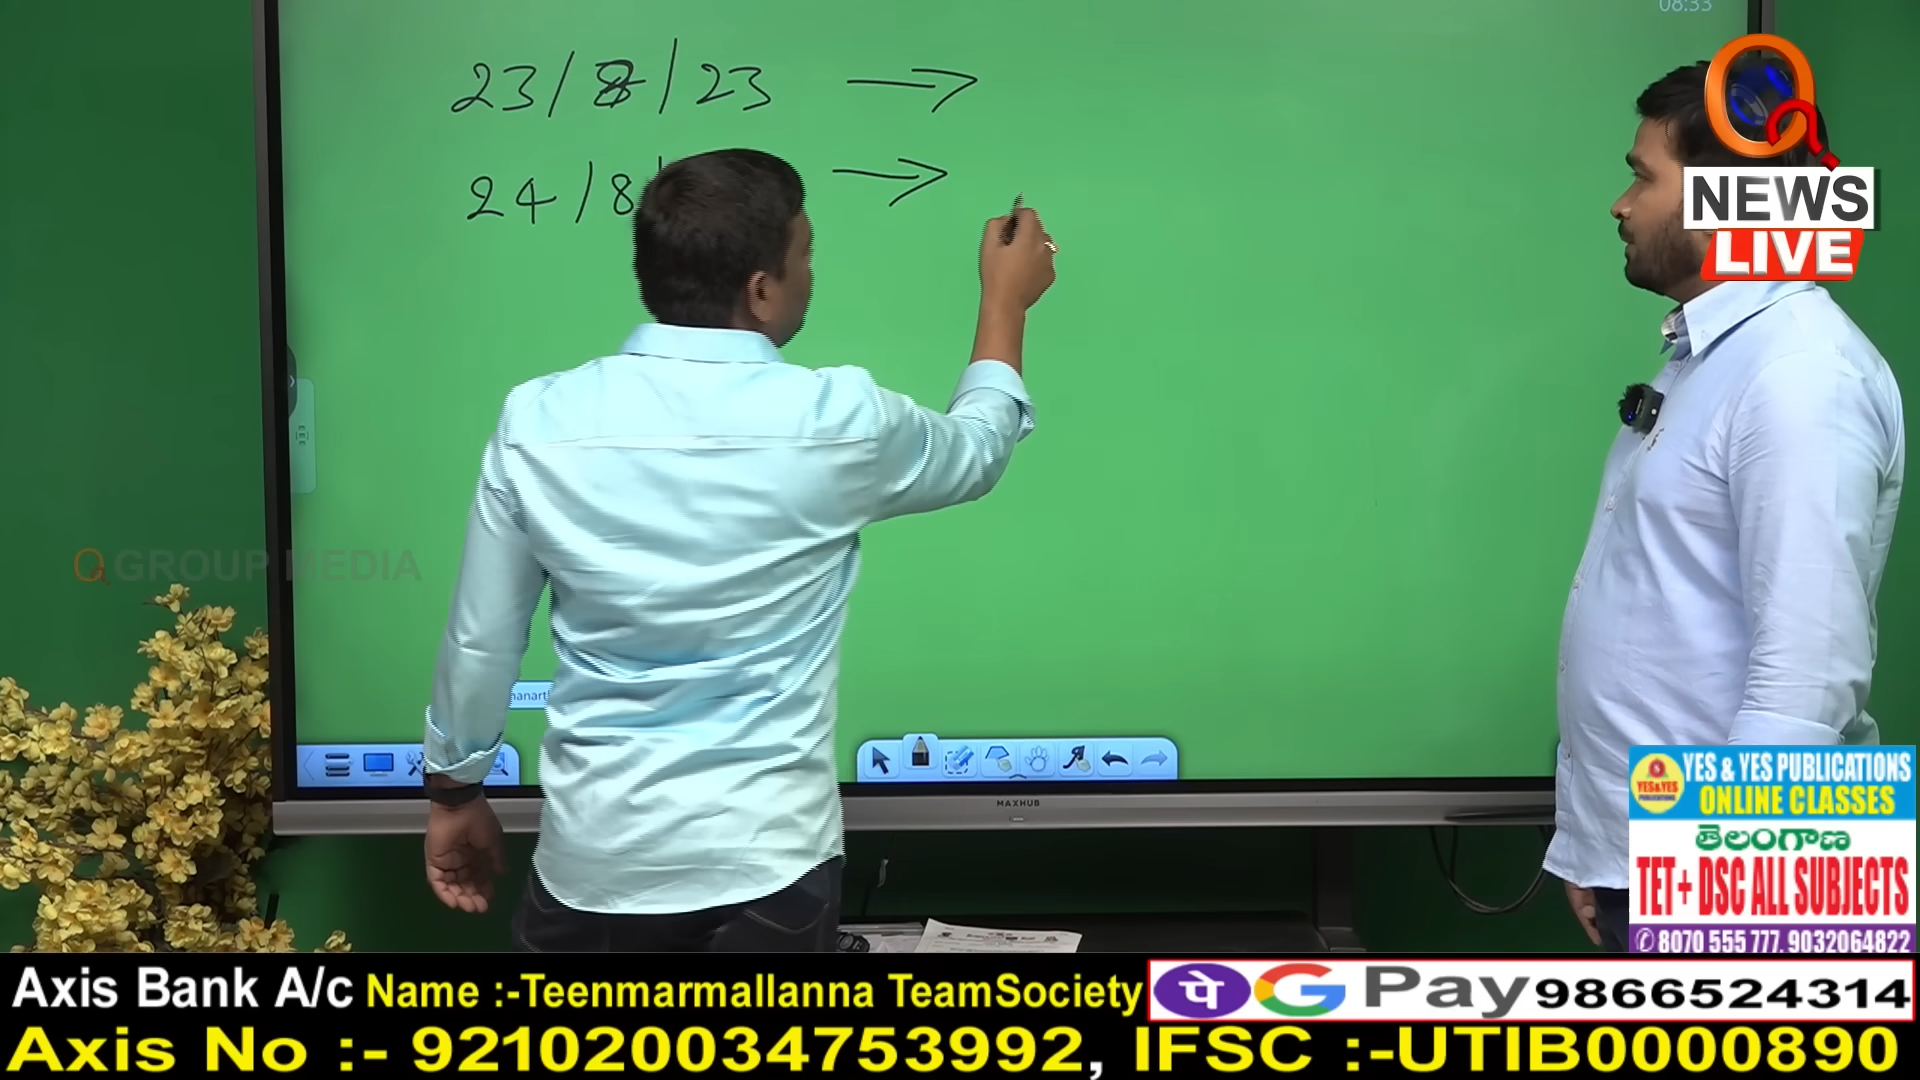 08:33
23/8/23 →
24/8/ →
Q
NEWS
LIVE
Q GROUP MEDIA
MAXHUB
YES & YES PUBLICATIONS
ONLINE CLASSES
తెలంగాణ
TET+ DSC ALL SUBJECTS
8070 555 777, 9032064822
Axis Bank A/c Name :-Teenmarmallanna TeamSociety
पे G Pay 9866524314
Axis No :- 921020034753992, IFSC :-UTIB0000890